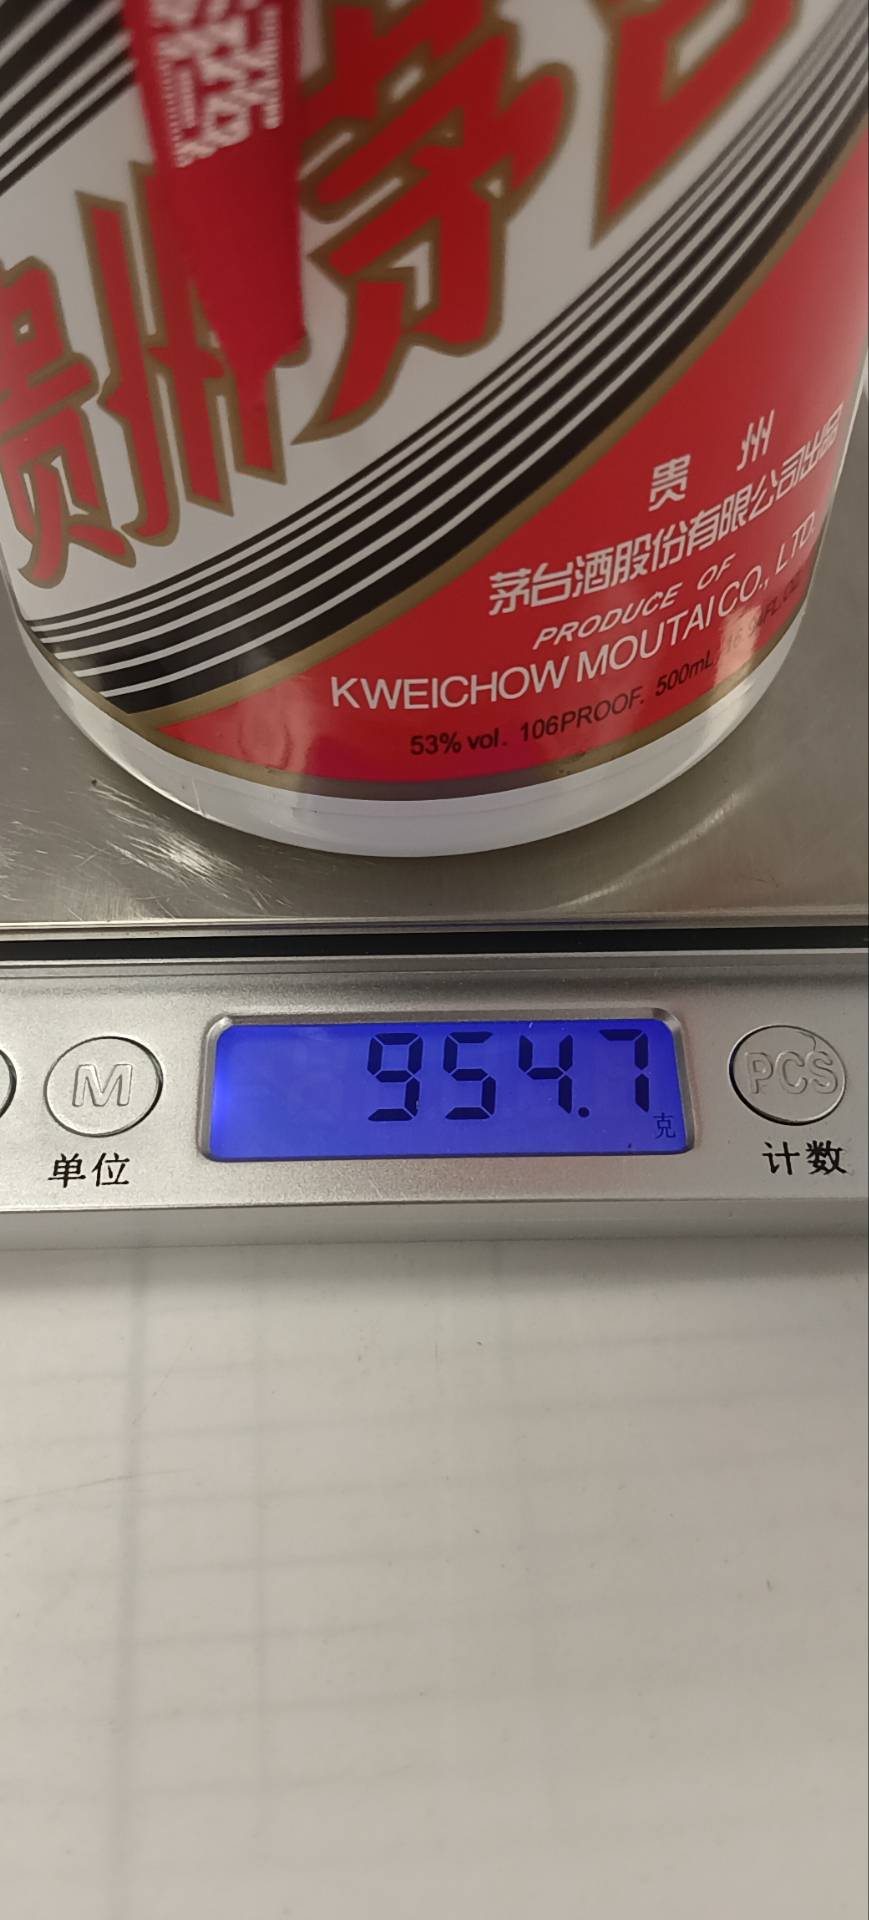 贵州茅台
贵州
茅台酒股份有限公司出品
PRODUCE OF
KWEICHOW MOUTAI CO., LTD.
53% vol. 106PROOF. 500mL
954.7
克
M
单位
PCS
计数